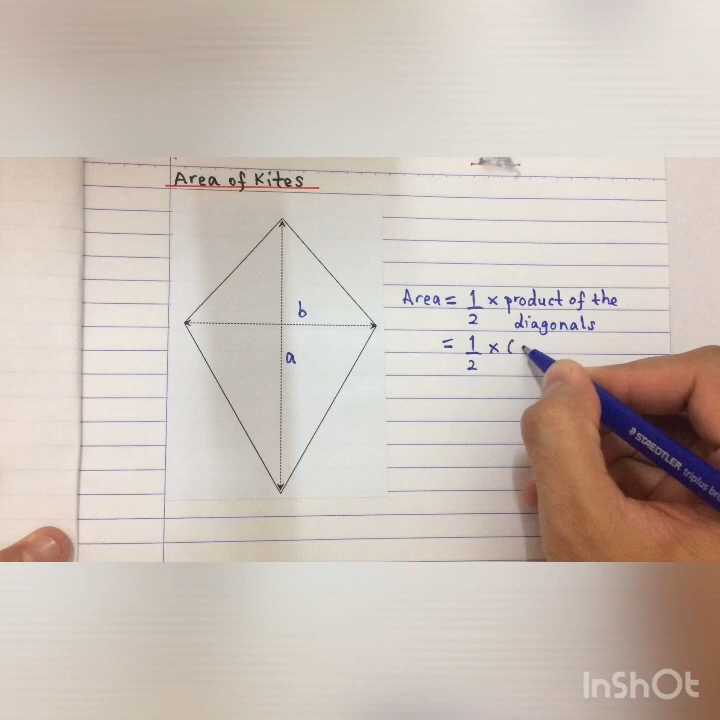 Area of Kites
b
a
Area = 1/2 × product of the
diagonals
= 1/2 × (
STAEDTLER triplus
InShOt